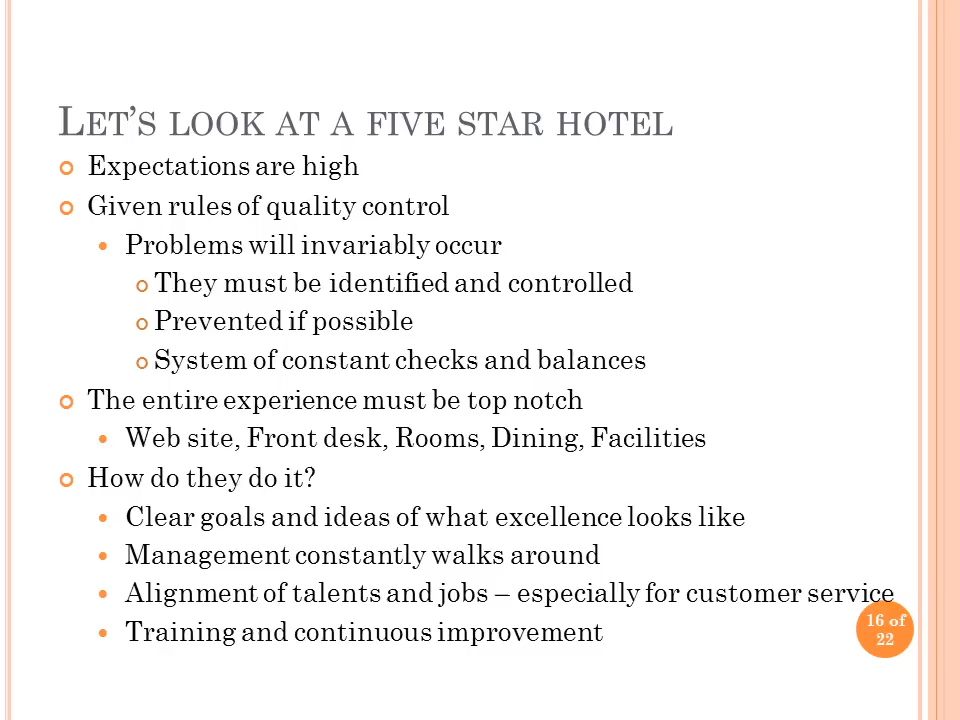 Let's look at a five star hotel
Expectations are high
Given rules of quality control
Problems will invariably occur
They must be identified and controlled
Prevented if possible
System of constant checks and balances
The entire experience must be top notch
Web site, Front desk, Rooms, Dining, Facilities
How do they do it?
Clear goals and ideas of what excellence looks like
Management constantly walks around
Alignment of talents and jobs – especially for customer service
Training and continuous improvement
16 of
22